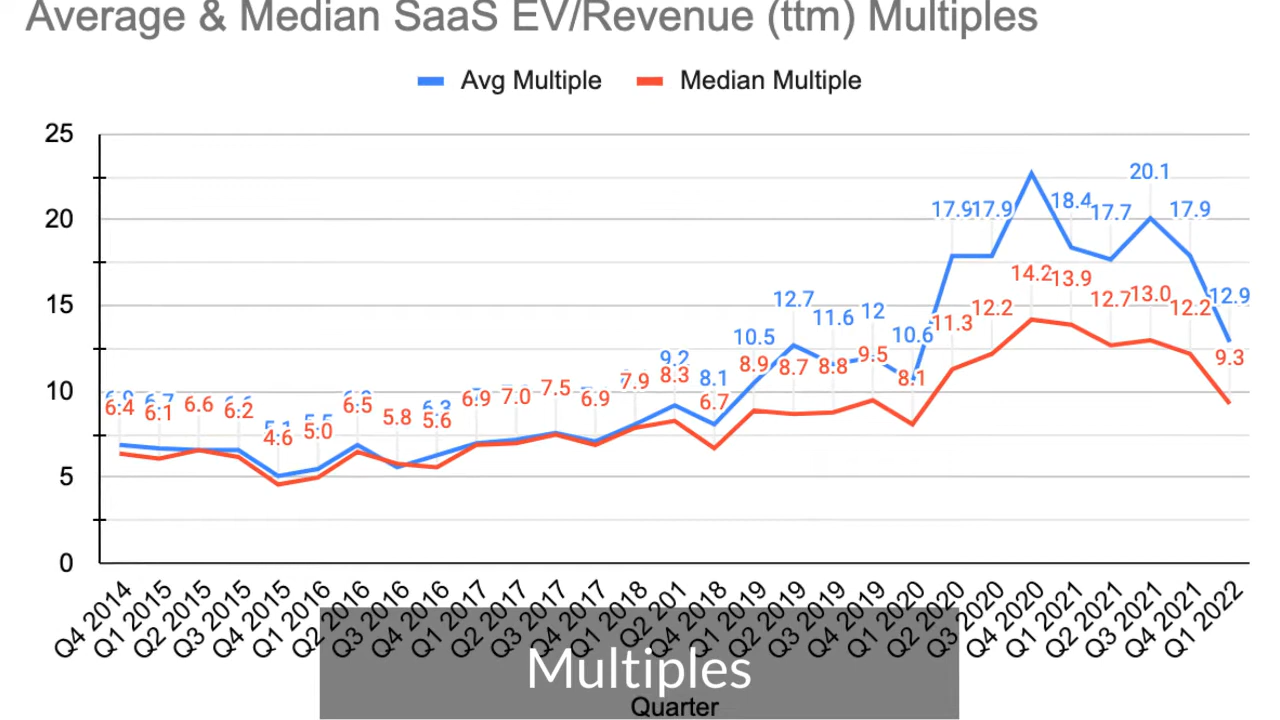 Average & Median SaaS EV/Revenue (ttm) Multiples
Avg Multiple Median Multiple
25
20
15
10
5
0
20.1
17.9 17.9 18.4 17.7 17.9
14.2 13.9
12.7 11.6 12 12.7 13.0 12.2 12.9
10.5 10.6 11.3 12.2
9.2 8.1 8.9 8.7 8.8 9.5 8.1 9.3
6.4 6.1 6.6 6.2 6.5 6.9 7.0 7.5 6.9 7.9 8.3 6.7
4.6 5.0 5.8 5.6
Q4 2014
Q1 2015
Q2 2015
Q3 2015
Q4 2015
Q1 2016
Q2 2016
Q3 2016
Q4 2016
Q1 2017
Q2 2017
Q3 2017
Q4 2017
Q1 2018
Q2 201
Q4 2018
Q1 2019
Q2 2019
Q3 2019
Q4 2019
Q1 2020
Q2 2020
Q3 2020
Q4 2020
Q1 2021
Q2 2021
Q3 2021
Q4 2021
Q1 2022
Multiples
Quarter